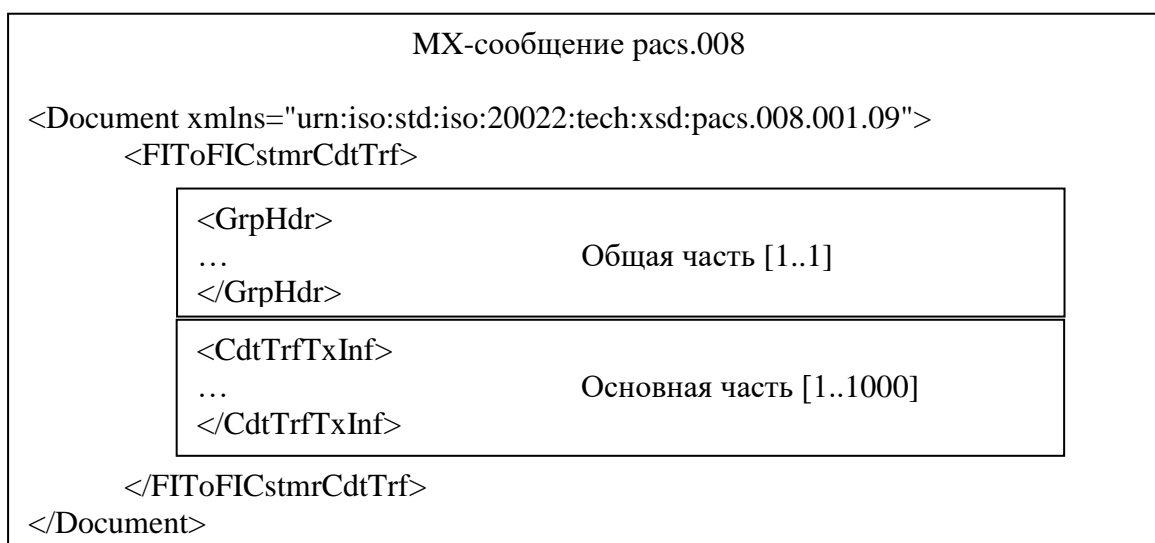 МХ-сообщение pacs.008
<Document xmlns="urn:iso:std:iso:20022:tech:xsd:pacs.008.001.09">
<FIToFICstmrCdtTrf>
<GrpHdr>
… Общая часть [1..1]
</GrpHdr>
<CdtTrfTxInf>
… Основная часть [1..1000]
</CdtTrfTxInf>
</FIToFICstmrCdtTrf>
</Document>